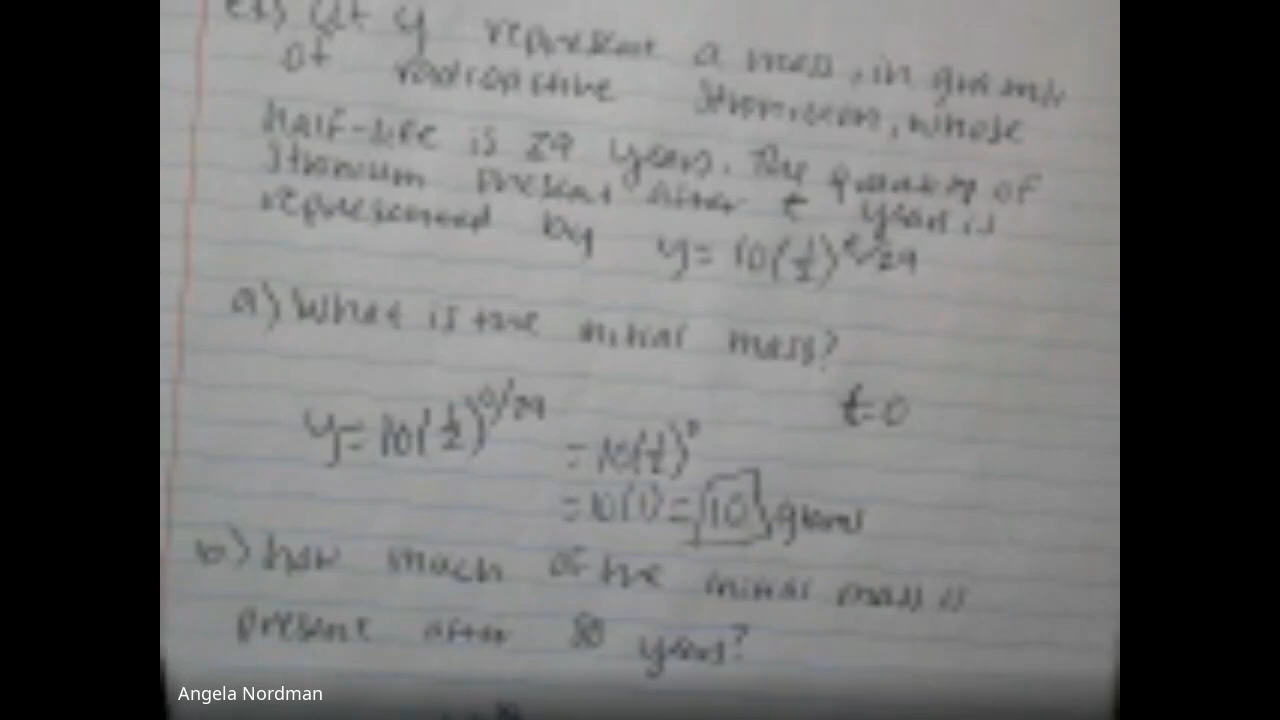 ex) Let y represent a mass, in grams
of radioactive Strontium, whose
half-life is 29 years. The quantity of
Strontium present after t years is
represented by y= 10(1/2)^t/29
a) What is the initial mass?
t=0
y= 10(1/2)^0/29 = 10(1/2)^0
= 10(1) = 10 grams
b) how much of the initial mass is
present after 80 years?
Angela Nordman